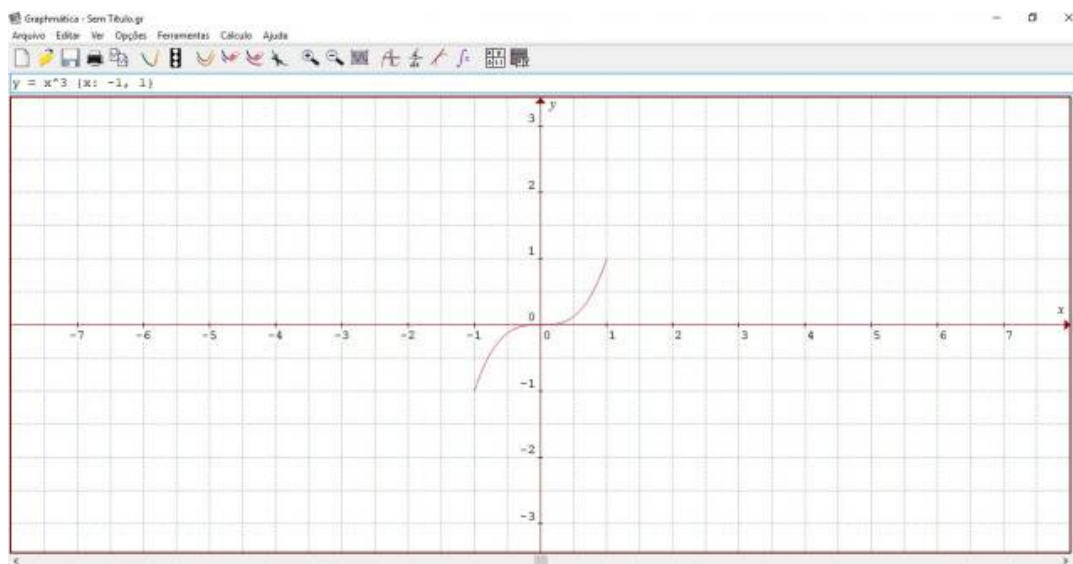 Graphmática - Sem Título.gr
Arquivo Editar Ver Opções Ferramentas Cálculo Ajuda
y = x^3 {x: -1, 1}
y
3
2
1
0
x
-7 -6 -5 -4 -3 -2 -1 0 1 2 3 4 5 6 7
-1
-2
-3